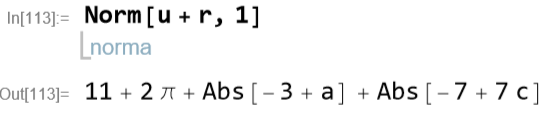 In[113]:= Norm[u + r, 1]
norma
Out[113]= 11 + 2 π + Abs[-3 + a] + Abs[-7 + 7 c]